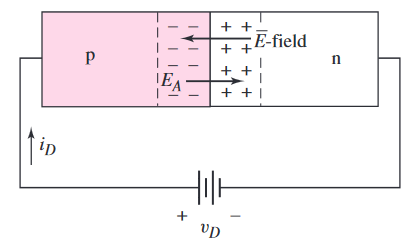 − − + +
Ē-field
− − + +
p
n
− − + +
E_A
− − + +
i_D
+ v_D −